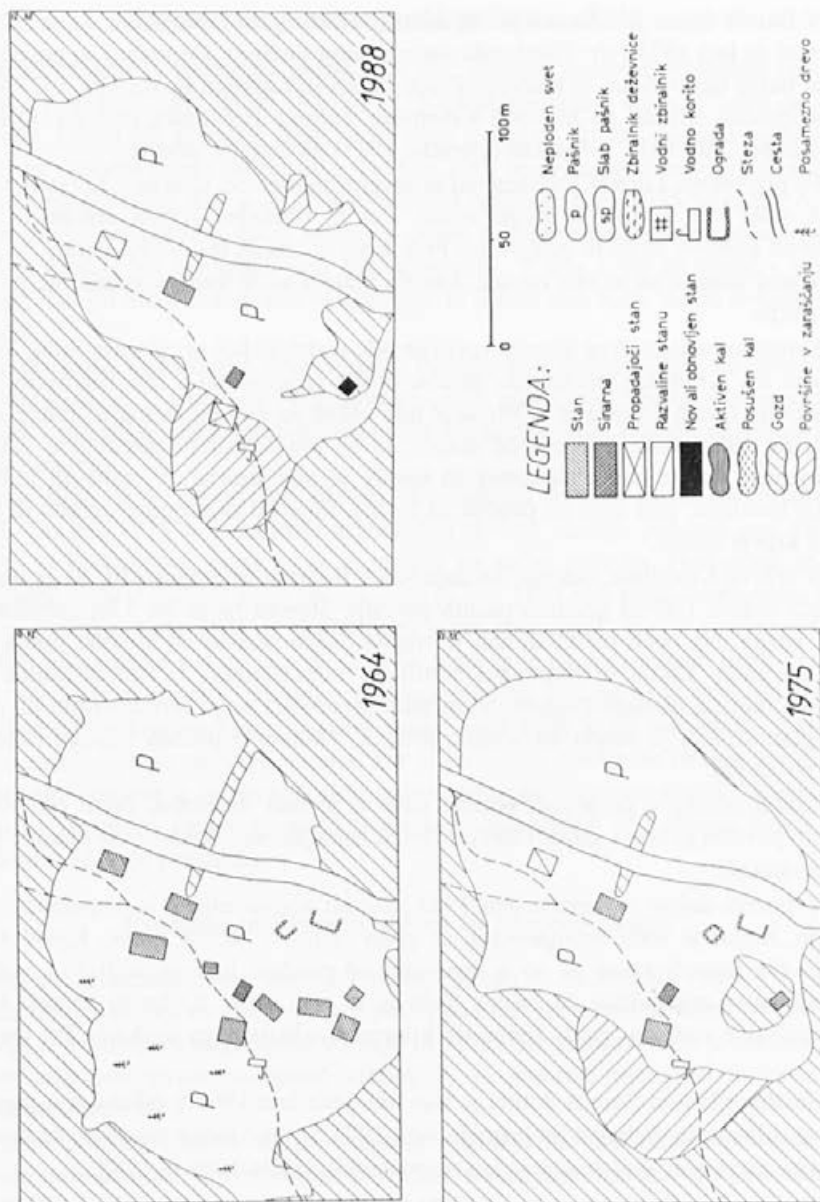 1964
p
p
p
1975
p
p
1988
p
p
LEGENDA:
0 50 100m
Stan
Sirarna
Propadajoči stan
Razvaline stanu
Nov ali obnovljen stan
Aktiven kal
Posušen kal
Gozd
Površine v zaraščanju
Neploden svet
p Pašnik
sp Slab pašnik
Zbiralnik deževnice
Vodni zbiralnik
Vodno korito
Ograda
Steza
Cesta
Posamezno drevo